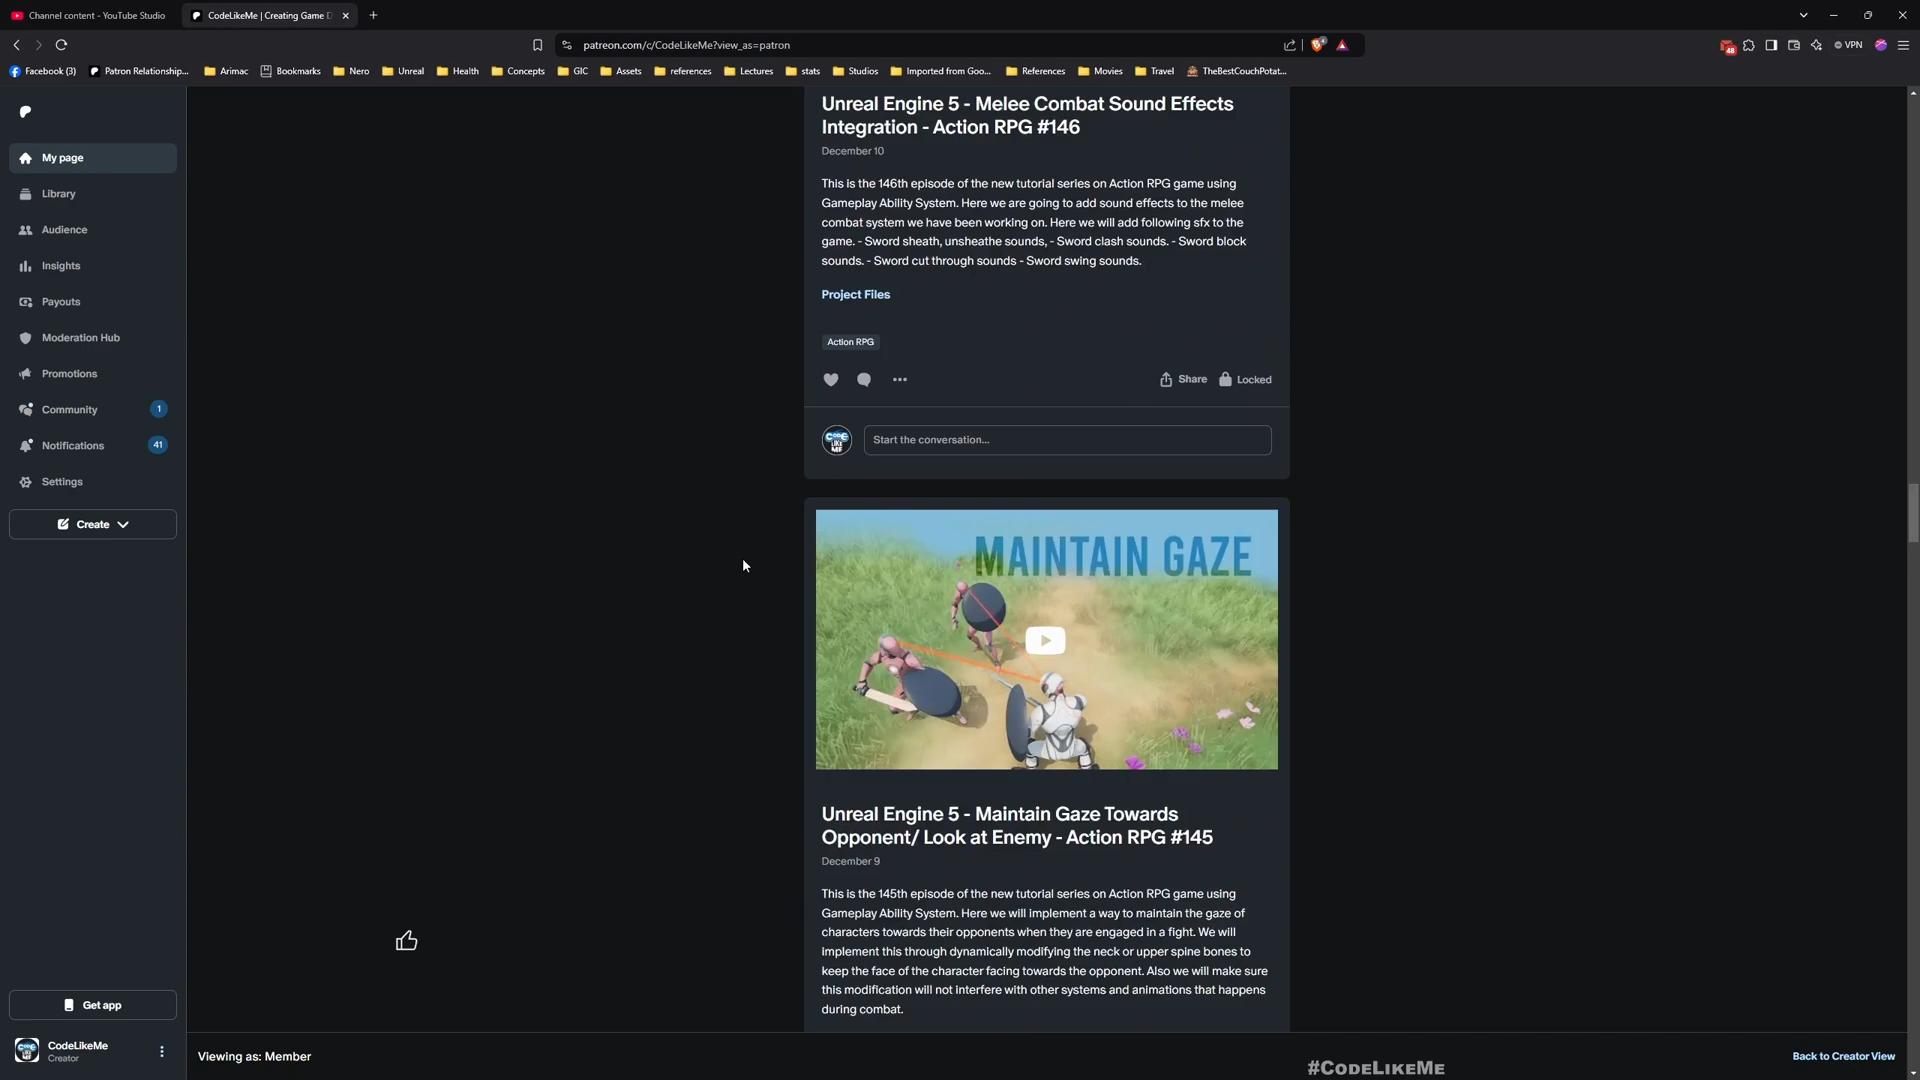 Channel content - YouTube Studio
CodeLikeMe | Creating Game D
patreon.com/c/CodeLikeMe?view_as=patron
VPN
Facebook (3)
Patron Relationship...
Arimac
Bookmarks
Nero
Unreal
Health
Concepts
GIC
Assets
references
Lectures
stats
Studios
Imported from Goo...
References
Movies
Travel
TheBestCouchPotat...
My page
Library
Audience
Insights
Payouts
Moderation Hub
Promotions
Community
1
Notifications
41
Settings
Create
Get app
CodeLikeMe
Creator
Unreal Engine 5 - Melee Combat Sound Effects
Integration - Action RPG #146
December 10
This is the 146th episode of the new tutorial series on Action RPG game using
Gameplay Ability System. Here we are going to add sound effects to the melee
combat system we have been working on. Here we will add following sfx to the
game. - Sword sheath, unsheathe sounds, - Sword clash sounds. - Sword block
sounds. - Sword cut through sounds - Sword swing sounds.
Project Files
Action RPG
Share
Locked
CODE
LIKE
ME
Start the conversation...
MAINTAIN GAZE
Unreal Engine 5 - Maintain Gaze Towards
Opponent/ Look at Enemy - Action RPG #145
December 9
This is the 145th episode of the new tutorial series on Action RPG game using
Gameplay Ability System. Here we will implement a way to maintain the gaze of
characters towards their opponents when they are engaged in a fight. We will
implement this through dynamically modifying the neck or upper spine bones to
keep the face of the character facing towards the opponent. Also we will make sure
this modification will not interfere with other systems and animations that happens
during combat.
Viewing as: Member
#CodeLikeMe
Back to Creator View